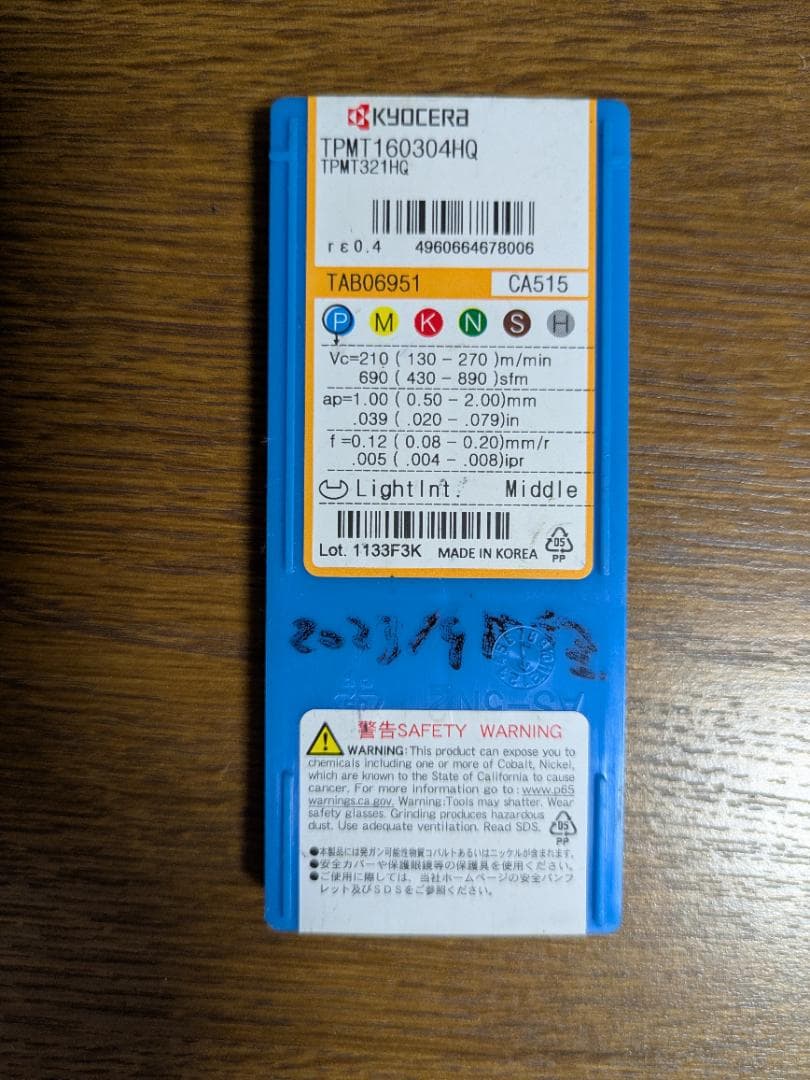 KYOCERA
TPMT160304HQ
TPMT321HQ
rε0.4 4960664678006
TAB06951 CA515
P M K N S H
Vc=210 ( 130 - 270 )m/min
690 ( 430 - 890 )sfm
ap=1.00 ( 0.50 - 2.00)mm
.039 ( .020 - .079)in
f =0.12 ( 0.08 - 0.20)mm/r
.005 ( .004 - .008)ipr
LightInt. Middle
Lot. 1133F3K MADE IN KOREA
05
PP
2023/9
警告SAFETY WARNING
WARNING: This product can expose you to
chemicals including one or more of Cobalt, Nickel,
which are known to the State of California to cause
cancer. For more information go to : www.p65
warnings.ca.gov. Warning:Tools may shatter. Wear
safety glasses. Grinding produces hazardous
dust. Use adequate ventilation. Read SDS.
05
PP
●本製品には発ガン可能性物質コバルトあるいはニッケルが含まれます。
●安全カバーや保護眼鏡等の保護具を使用ください。
●ご使用に際しては、当社ホームページの安全パンフ
レット及びSDSをご参照ください。